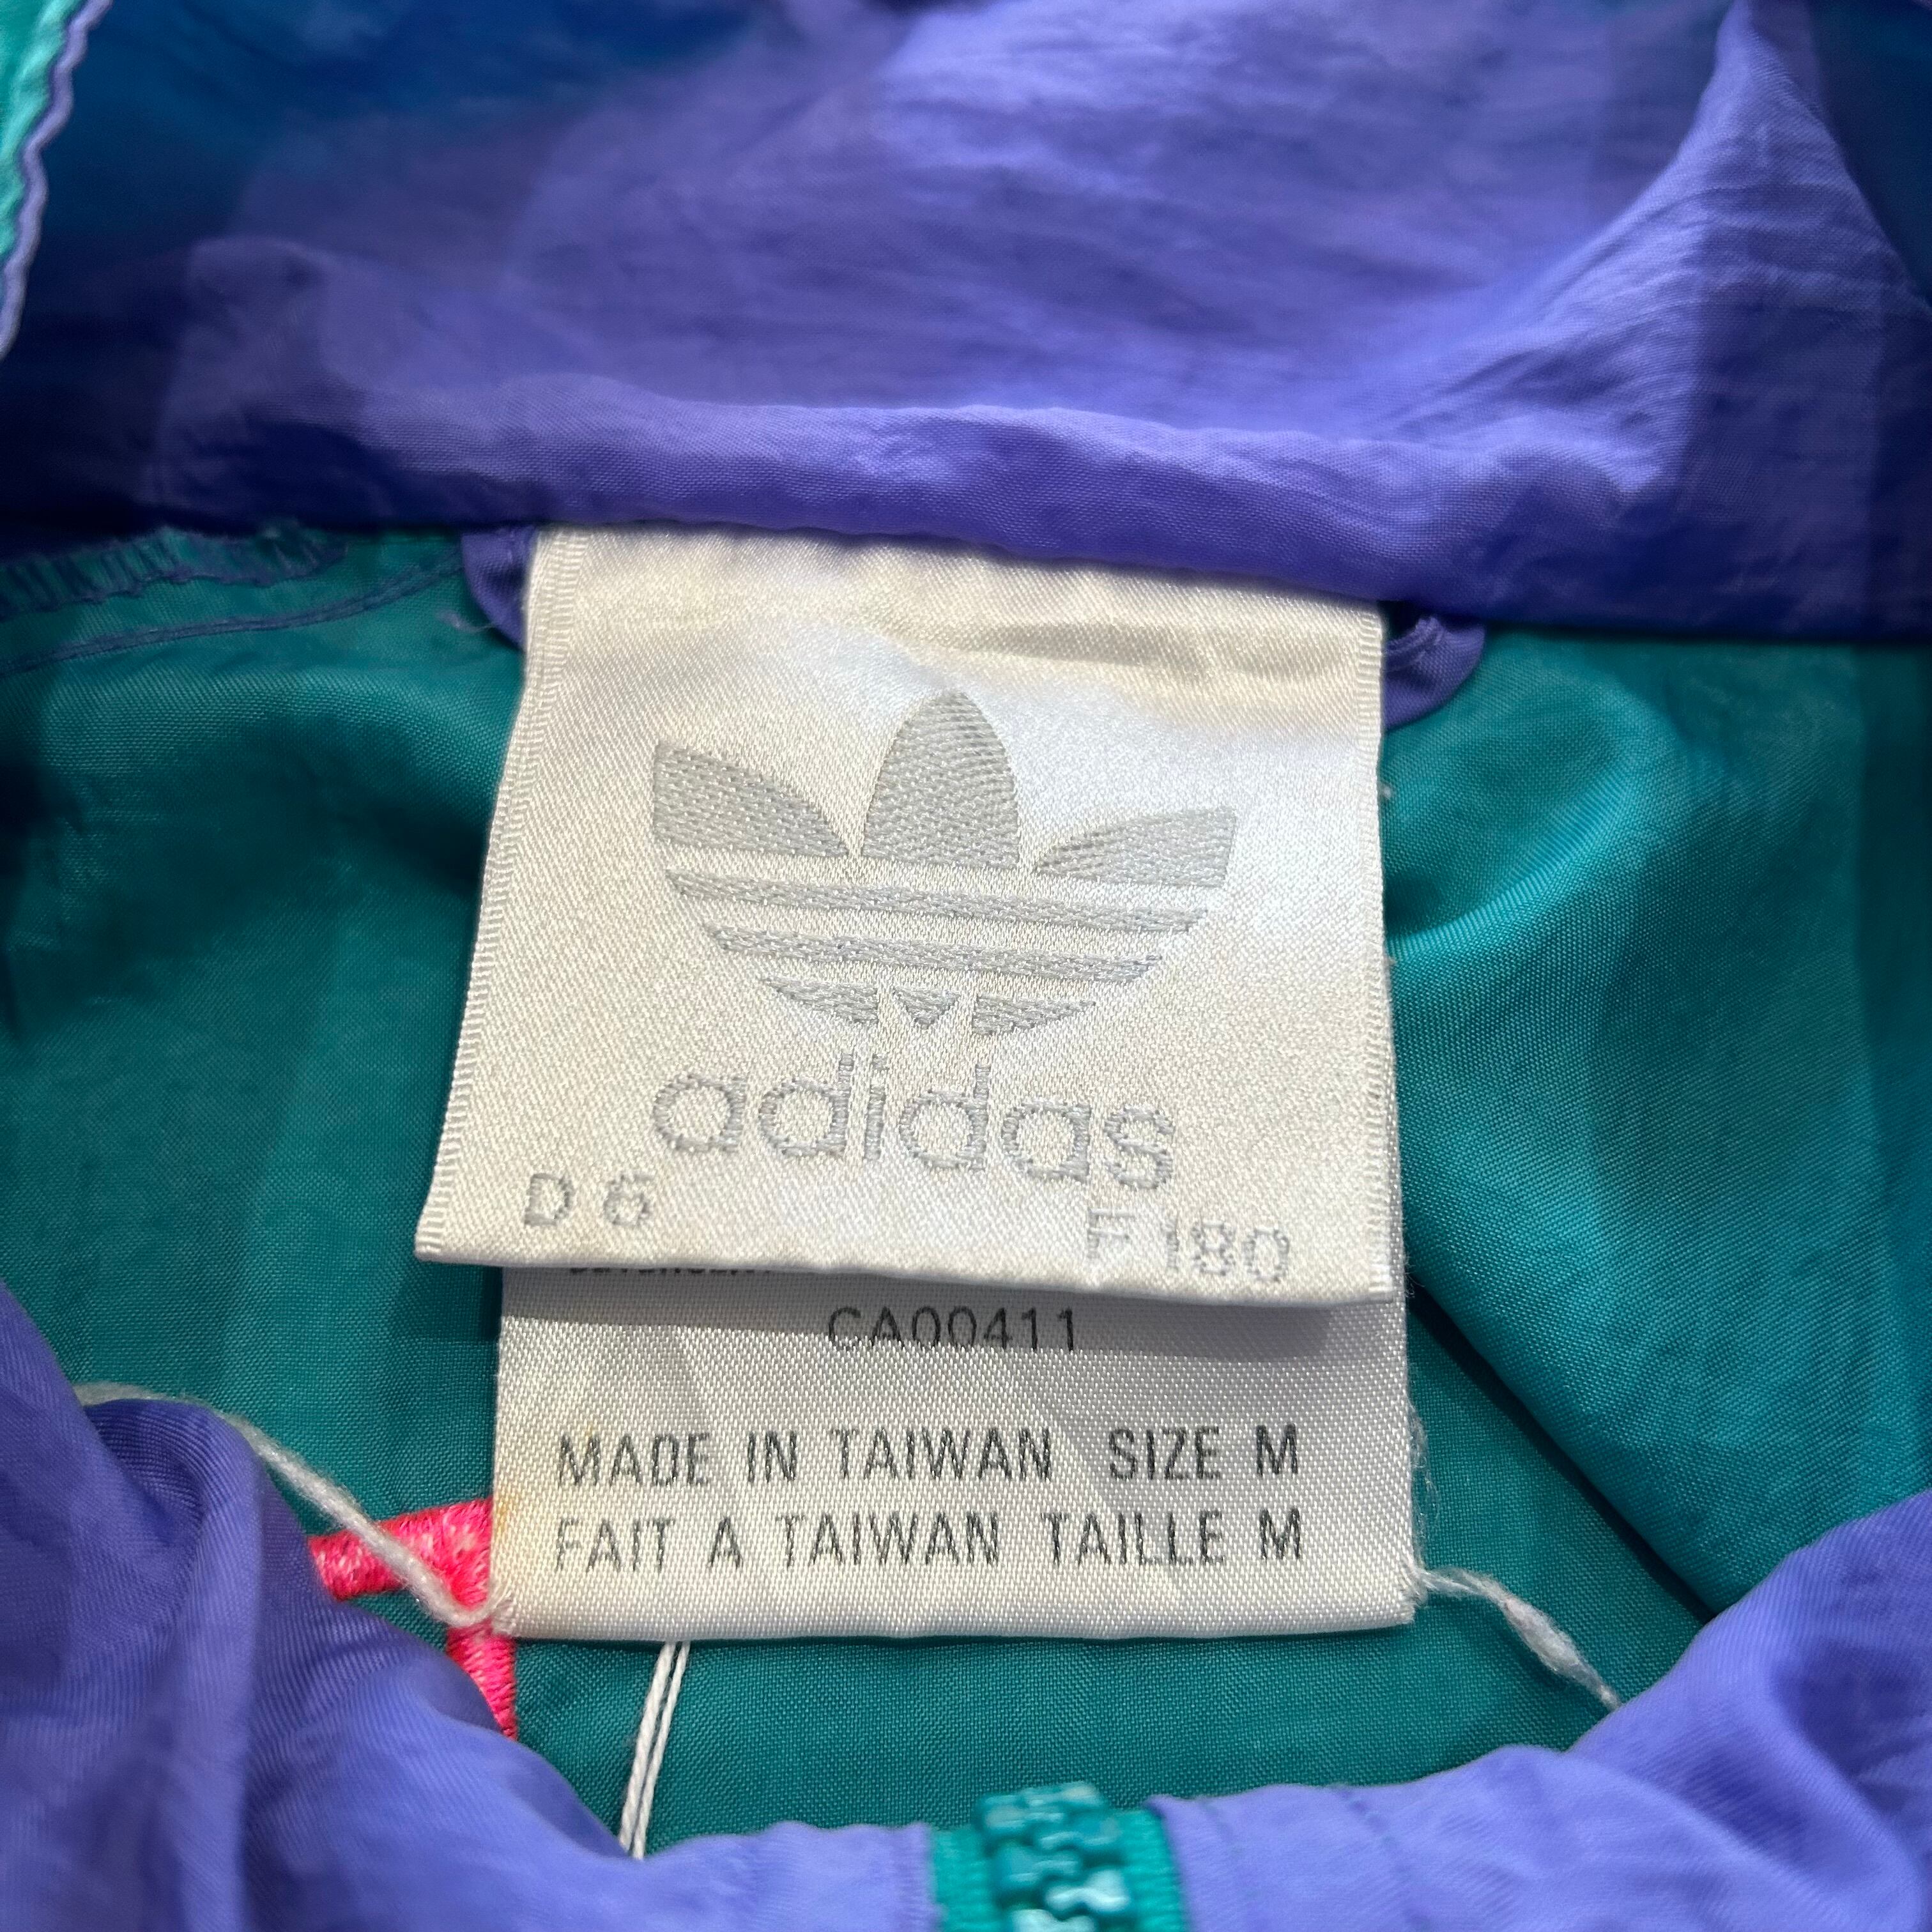 adidas
D 6 F 180
CA00411
MADE IN TAIWAN SIZE M
FAIT A TAIWAN TAILLE M